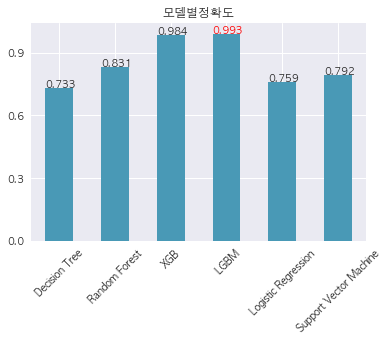 모델별정확도
0.9
0.6
0.3
0.0
0.733
0.831
0.984
0.993
0.759
0.792
Decision Tree
Random Forest
XGB
LGBM
Logistic Regression
Support Vector Machine